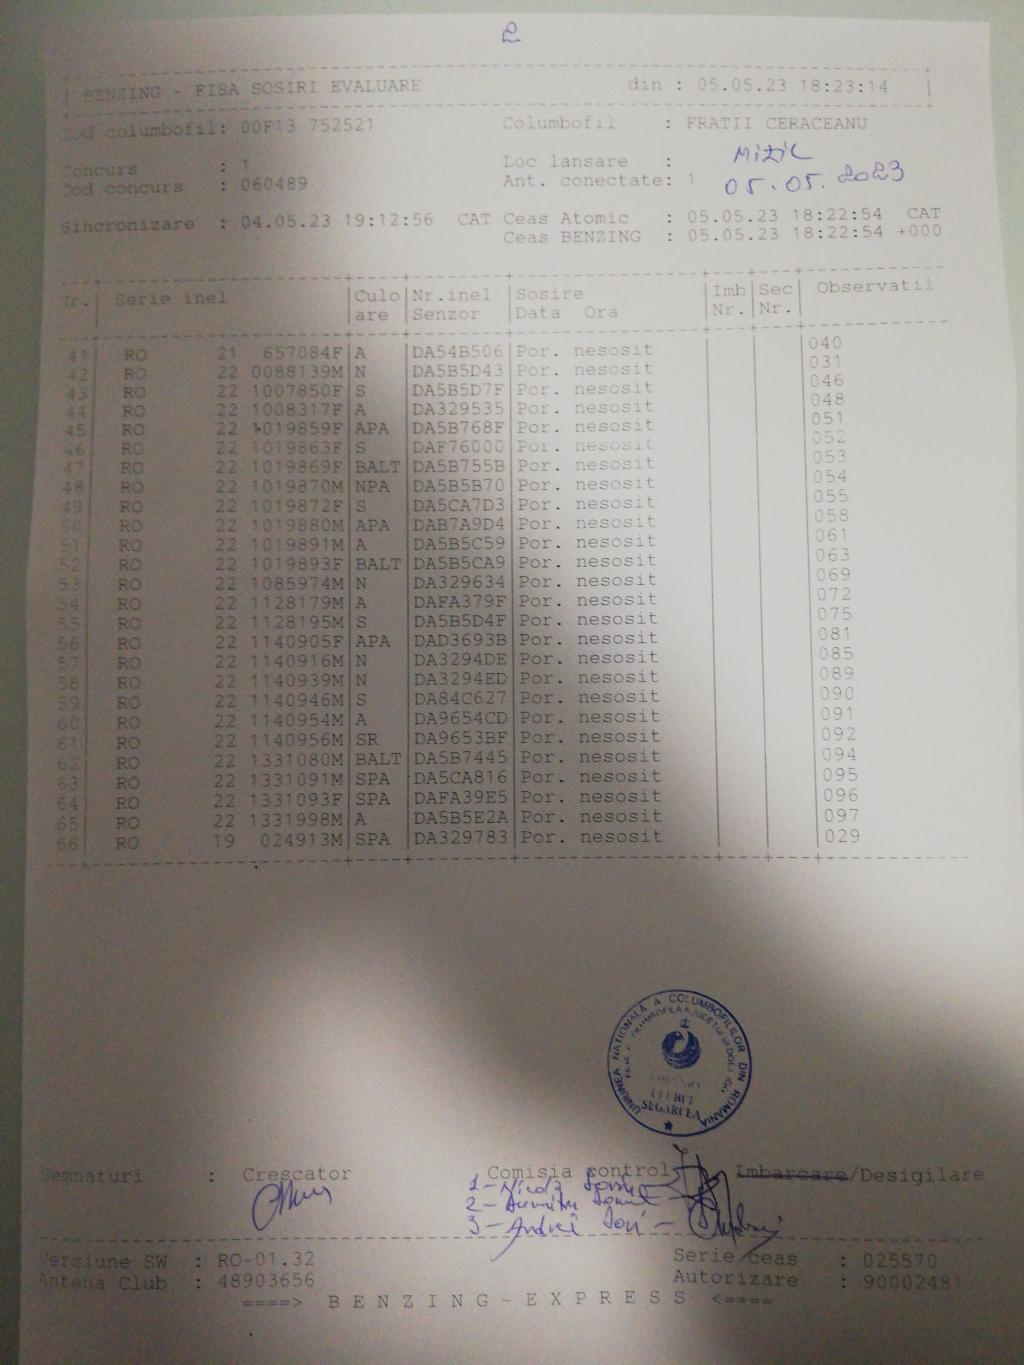 2
BENZING - FISA SOSIRI EVALUARE din : 05.05.23 18:23:14
Cod columbofil: 00F13 752521 Columbofil : FRATII CERACEANU
Concurs : 1 Loc lansare : MIZIL
Cod concurs : 060489 Ant. conectate: 1 05.05.2023
Sincronizare : 04.05.23 19:12:56 CAT Ceas Atomic : 05.05.23 18:22:54 CAT
Ceas BENZING : 05.05.23 18:22:54 +000
Nr. Serie inel Culo Nr.inel Sosire Imb Sec Observatii
are Senzor Data Ora Nr. Nr.
41 RO 21 657084F A DA54B506 Por. nesosit 040
42 RO 22 0088139M N DA5B5D43 Por. nesosit 031
43 RO 22 1007850F S DA5B5D7F Por. nesosit 046
44 RO 22 1008317F A DA329535 Por. nesosit 048
45 RO 22 1019859F APA DA5B768F Por. nesosit 051
46 RO 22 1019863F S DAF76000 Por. nesosit 052
47 RO 22 1019869F BALT DA5B755B Por. nesosit 053
48 RO 22 1019870M NPA DA5B5B70 Por. nesosit 054
49 RO 22 1019872F S DA5CA7D3 Por. nesosit 055
50 RO 22 1019880M APA DAB7A9D4 Por. nesosit 058
51 RO 22 1019891M A DA5B5C59 Por. nesosit 061
52 RO 22 1019893F BALT DA5B5CA9 Por. nesosit 063
53 RO 22 1085974M N DA329634 Por. nesosit 069
54 RO 22 1128179M A DAFA379F Por. nesosit 072
55 RO 22 1128195M S DA5B5D4F Por. nesosit 075
56 RO 22 1140905F APA DAD3693B Por. nesosit 081
57 RO 22 1140916M N DA3294DE Por. nesosit 085
58 RO 22 1140939M N DA3294ED Por. nesosit 089
59 RO 22 1140946M S DA84C627 Por. nesosit 090
60 RO 22 1140954M A DA9654CD Por. nesosit 091
61 RO 22 1140956M SR DA9653BF Por. nesosit 092
62 RO 22 1331080M BALT DA5B7445 Por. nesosit 094
63 RO 22 1331091M SPA DA5CA816 Por. nesosit 095
64 RO 22 1331093F SPA DAFA39E5 Por. nesosit 096
65 RO 22 1331998M A DA5B5E2A Por. nesosit 097
66 RO 19 024913M SPA DA329783 Por. nesosit 029
UNIUNEA NATIONALĂ A COLUMBOFILILOR DIN ROMANIA
SEGARCEA
Semnaturi : Crescator Comisia control Imbarcare/Desigilare
1-
2-
3- Andrei
Versiune SW : RO-01.32 Serie ceas : 025570
Antena Club : 48903656 Autorizare : 90002481
====> BENZING-EXPRESS <====